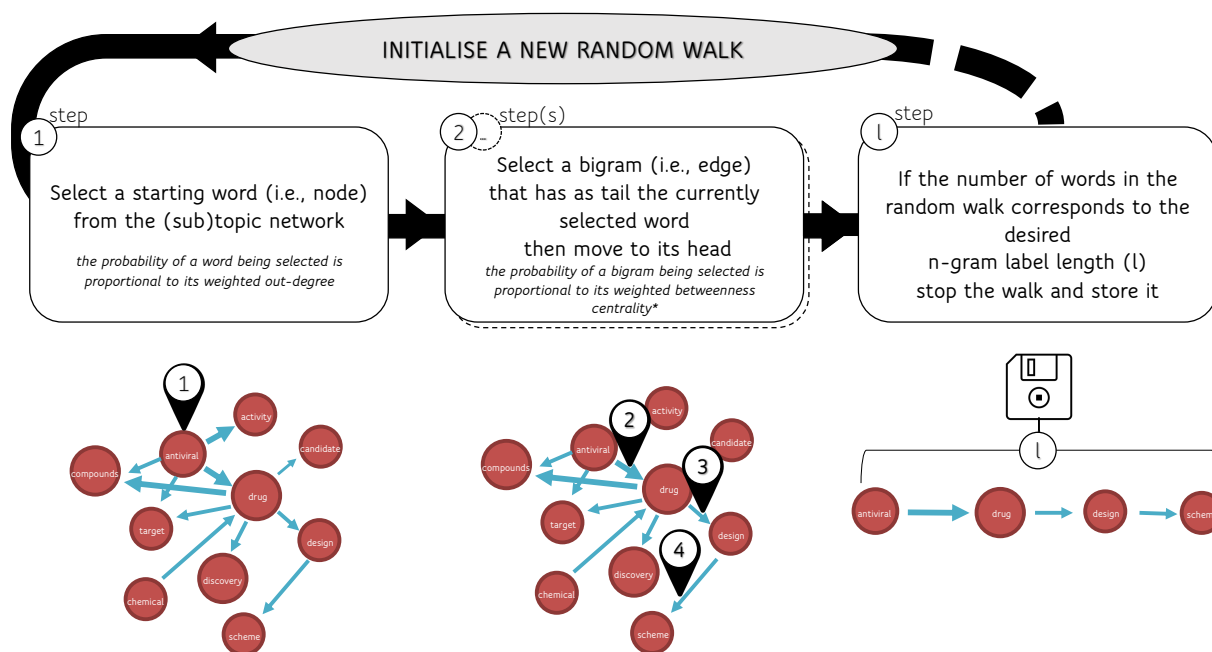 INITIALISE A NEW RANDOM WALK
1
step
Select a starting word (i.e., node)
from the (sub)topic network
the probability of a word being selected is
proportional to its weighted out-degree
2
...
step(s)
Select a bigram (i.e., edge)
that has as tail the currently
selected word
then move to its head
the probability of a bigram being selected is
proportional to its weighted betweenness
centrality*
l
step
If the number of words in the
random walk corresponds to the
desired
n-gram label length (l)
stop the walk and store it
1
activity
antiviral
candidate
compounds
drug
target
design
discovery
chemical
scheme
activity
2
candidate
antiviral
compounds
3
drug
target
design
4
discovery
chemical
scheme
l
antiviral
drug
design
scheme